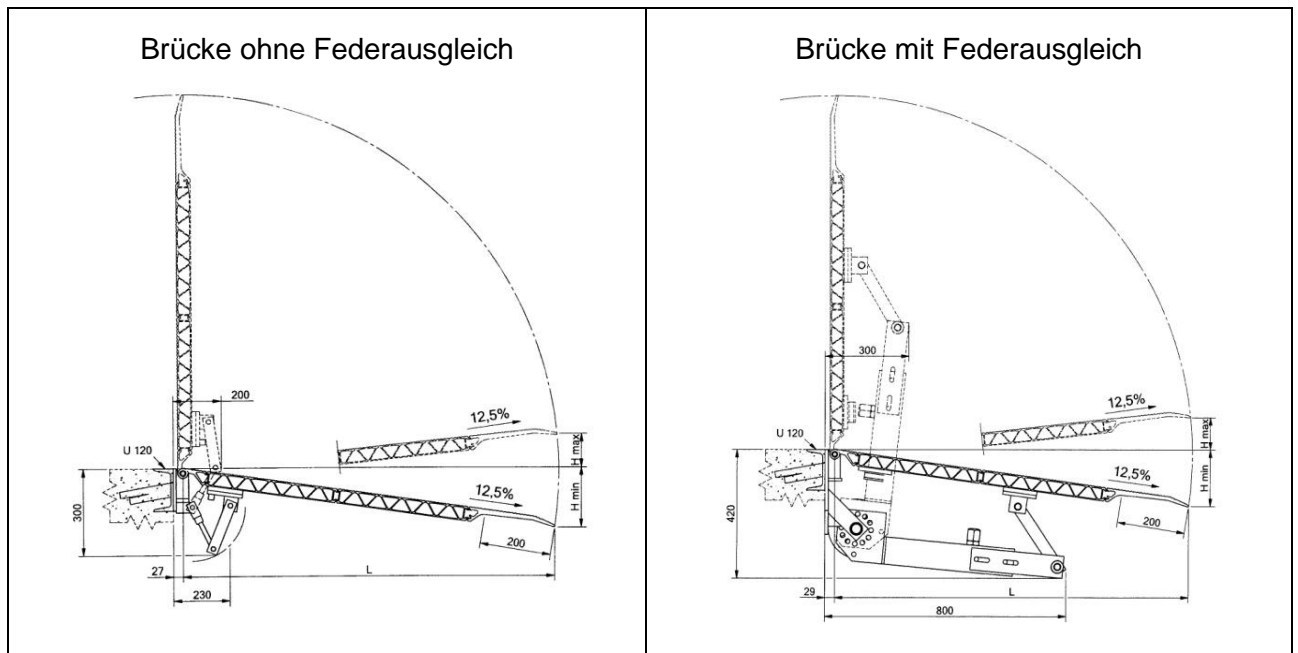 Brücke ohne Federausgleich
200
12,5%
H max
U 120
12,5%
H min
300
200
27
L
230
Brücke mit Federausgleich
300
12,5%
H max
U 120
12,5%
H min
420
200
29
L
800